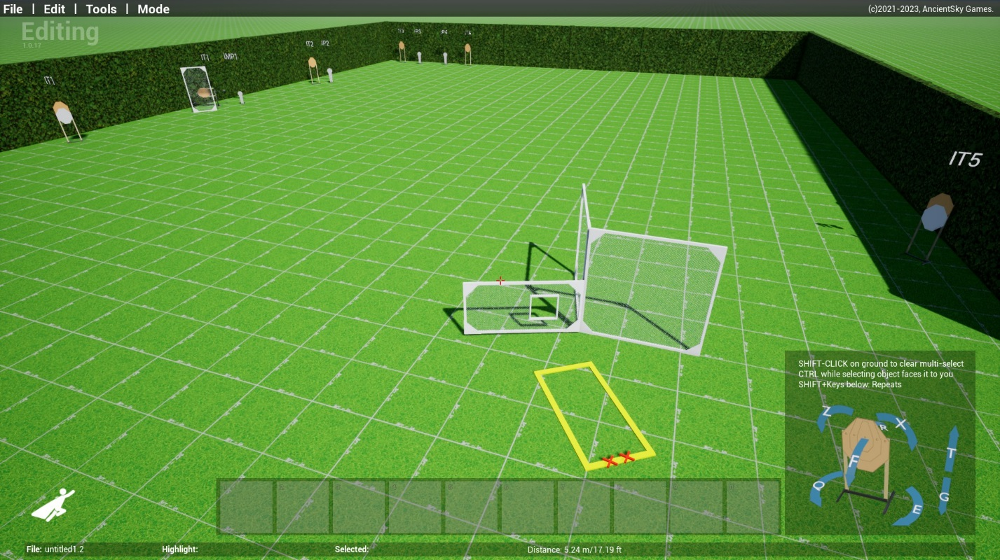 File | Edit | Tools | Mode
(c)2021-2023, AncientSky Games.
Editing
1.0.17
IT1
IT1
IMP1
IT2
IP2
IP3
IP4
IT4
IT5
SHIFT-CLICK on ground to clear multi-select
CTRL while selecting object faces it to you
SHIFT+Keys below: Repeats
Z
R
X
F
T
Q
G
E
File: untitled1.2
Highlight:
Selected:
Distance: 5.24 m/17.19 ft